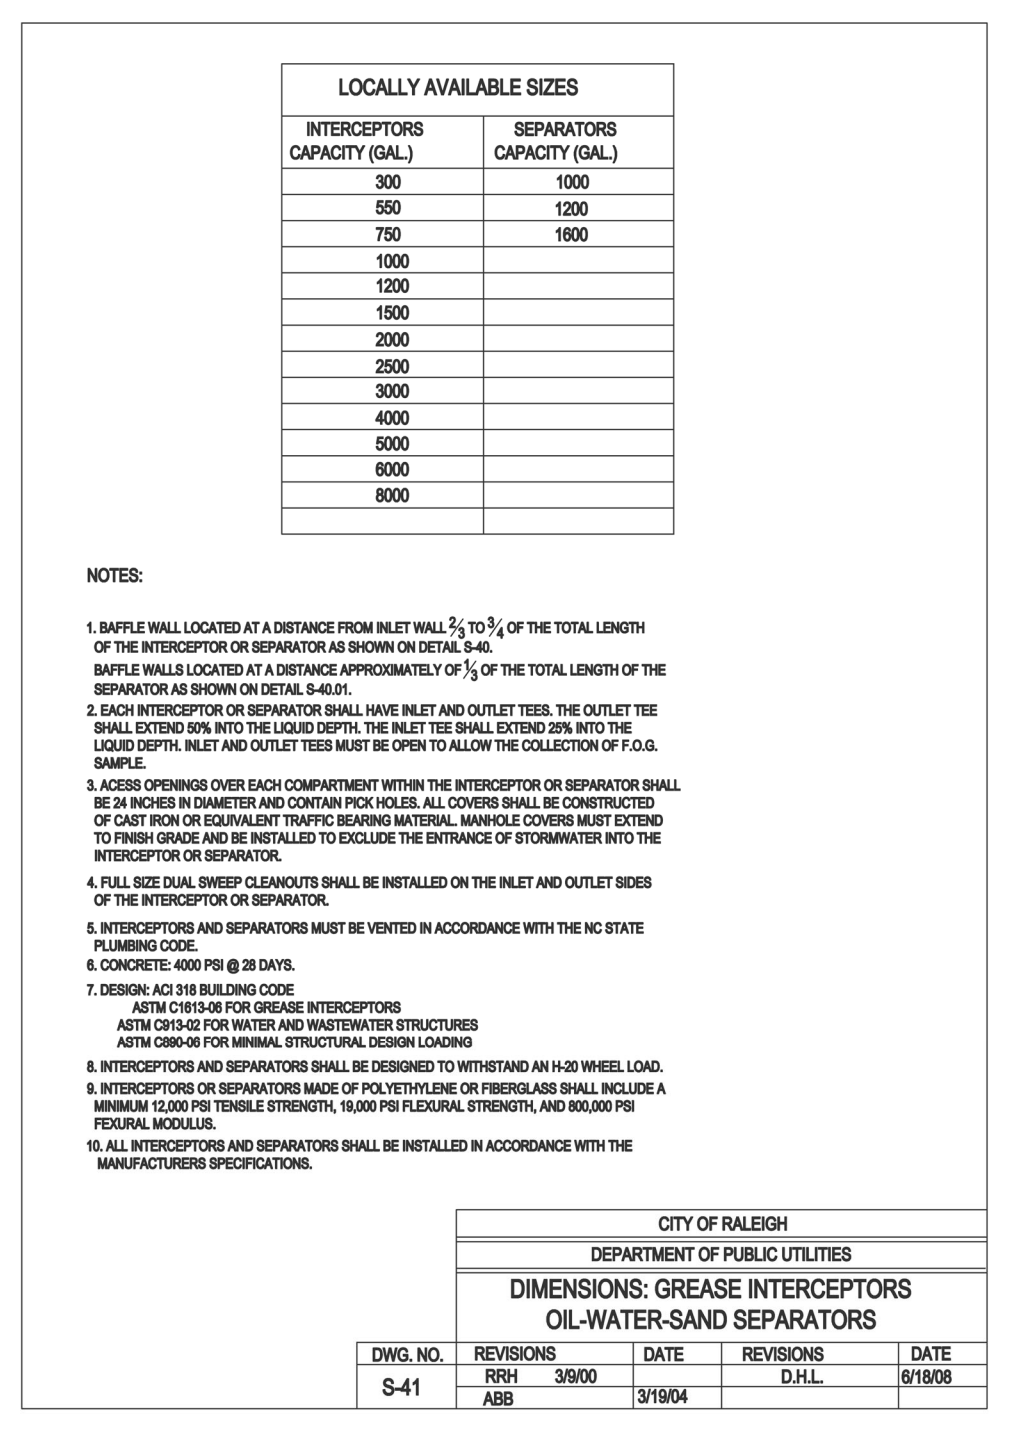 LOCALLY AVAILABLE SIZES
INTERCEPTORS SEPARATORS
CAPACITY (GAL.) CAPACITY (GAL.)
300 1000
550 1200
750 1600
1000
1200
1500
2000
2500
3000
4000
5000
6000
8000
NOTES:
1. BAFFLE WALL LOCATED AT A DISTANCE FROM INLET WALL 2/3 TO 3/4 OF THE TOTAL LENGTH
OF THE INTERCEPTOR OR SEPARATOR AS SHOWN ON DETAIL S-40.
BAFFLE WALLS LOCATED AT A DISTANCE APPROXIMATELY OF 1/3 OF THE TOTAL LENGTH OF THE
SEPARATOR AS SHOWN ON DETAIL S-40.01.
2. EACH INTERCEPTOR OR SEPARATOR SHALL HAVE INLET AND OUTLET TEES. THE OUTLET TEE
SHALL EXTEND 50% INTO THE LIQUID DEPTH. THE INLET TEE SHALL EXTEND 25% INTO THE
LIQUID DEPTH. INLET AND OUTLET TEES MUST BE OPEN TO ALLOW THE COLLECTION OF F.O.G.
SAMPLE.
3. ACESS OPENINGS OVER EACH COMPARTMENT WITHIN THE INTERCEPTOR OR SEPARATOR SHALL
BE 24 INCHES IN DIAMETER AND CONTAIN PICK HOLES. ALL COVERS SHALL BE CONSTRUCTED
OF CAST IRON OR EQUIVALENT TRAFFIC BEARING MATERIAL. MANHOLE COVERS MUST EXTEND
TO FINISH GRADE AND BE INSTALLED TO EXCLUDE THE ENTRANCE OF STORMWATER INTO THE
INTERCEPTOR OR SEPARATOR.
4. FULL SIZE DUAL SWEEP CLEANOUTS SHALL BE INSTALLED ON THE INLET AND OUTLET SIDES
OF THE INTERCEPTOR OR SEPARATOR.
5. INTERCEPTORS AND SEPARATORS MUST BE VENTED IN ACCORDANCE WITH THE NC STATE
PLUMBING CODE.
6. CONCRETE: 4000 PSI @ 28 DAYS.
7. DESIGN: ACI 318 BUILDING CODE
ASTM C1613-06 FOR GREASE INTERCEPTORS
ASTM C913-02 FOR WATER AND WASTEWATER STRUCTURES
ASTM C890-06 FOR MINIMAL STRUCTURAL DESIGN LOADING
8. INTERCEPTORS AND SEPARATORS SHALL BE DESIGNED TO WITHSTAND AN H-20 WHEEL LOAD.
9. INTERCEPTORS OR SEPARATORS MADE OF POLYETHYLENE OR FIBERGLASS SHALL INCLUDE A
MINIMUM 12,000 PSI TENSILE STRENGTH, 19,000 PSI FLEXURAL STRENGTH, AND 800,000 PSI
FEXURAL MODULUS.
10. ALL INTERCEPTORS AND SEPARATORS SHALL BE INSTALLED IN ACCORDANCE WITH THE
MANUFACTURERS SPECIFICATIONS.
CITY OF RALEIGH
DEPARTMENT OF PUBLIC UTILITIES
DIMENSIONS: GREASE INTERCEPTORS
OIL-WATER-SAND SEPARATORS
DWG. NO. REVISIONS DATE REVISIONS DATE
S-41 RRH 3/9/00 D.H.L. 6/18/08
ABB 3/19/04